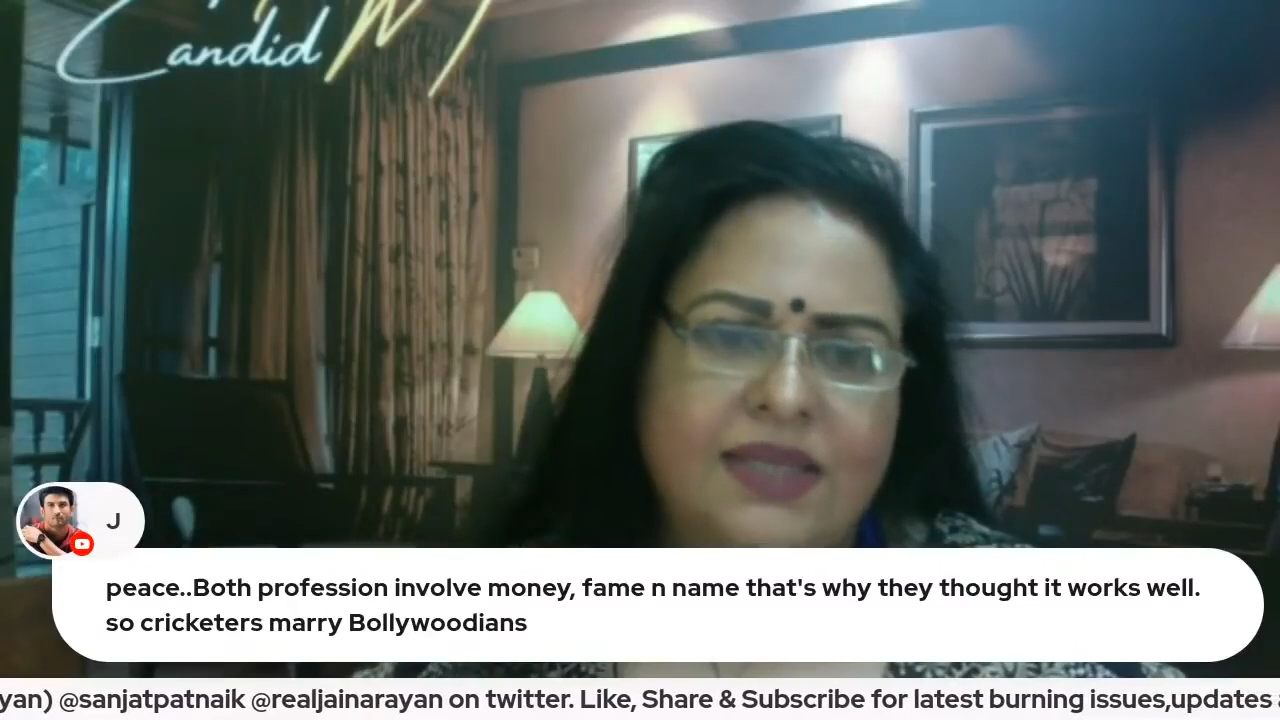 Candid
J
peace..Both profession involve money, fame n name that's why they thought it works well.
so cricketers marry Bollywoodians
yan) @sanjatpatnaik @realjainarayan on twitter. Like, Share & Subscribe for latest burning issues,updates